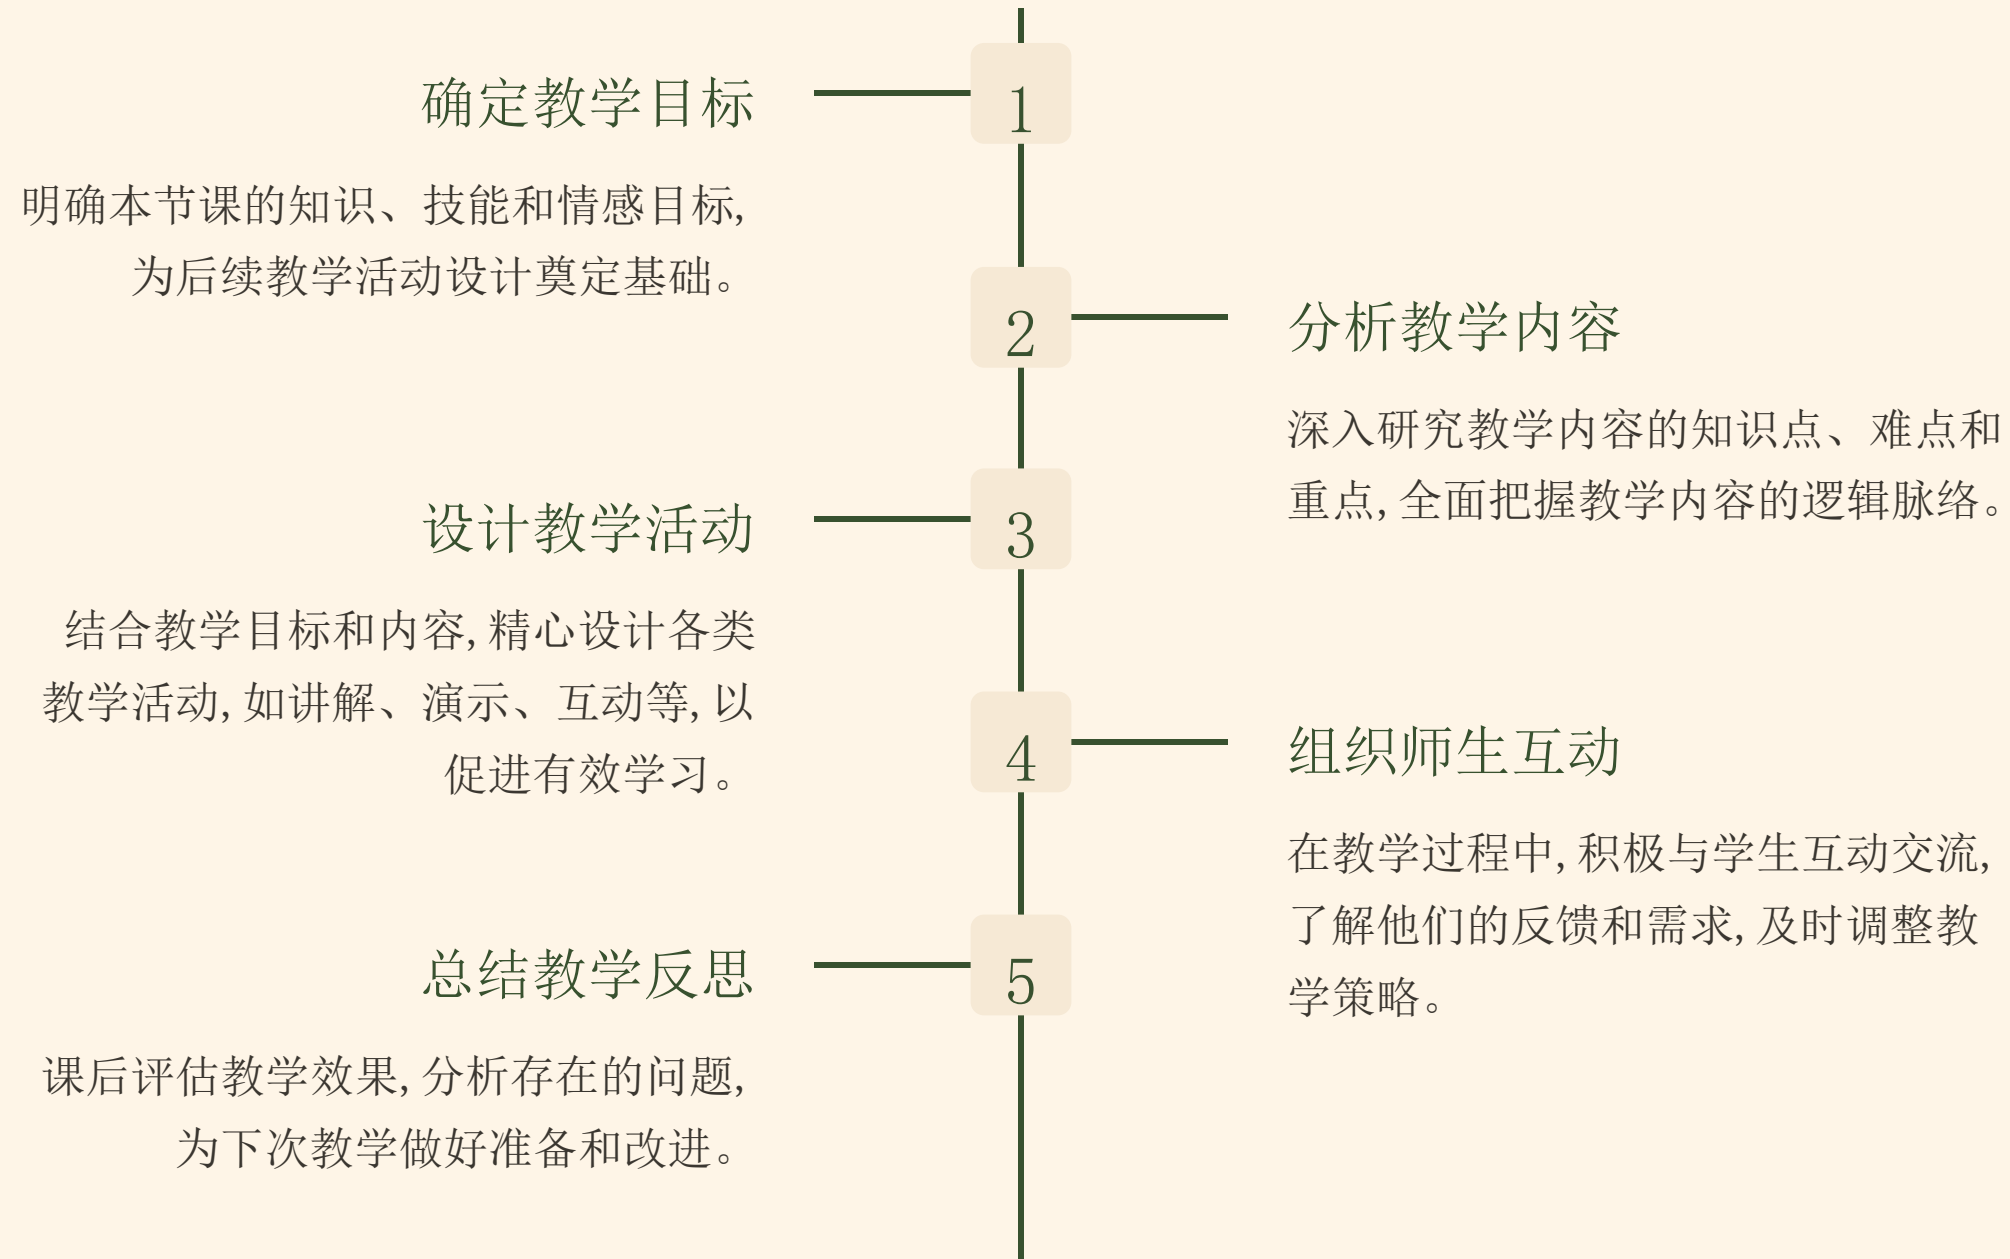 1
确定教学目标
明确本节课的知识、技能和情感目标,
为后续教学活动设计奠定基础。
2
分析教学内容
深入研究教学内容的知识点、难点和
重点,全面把握教学内容的逻辑脉络。
3
设计教学活动
结合教学目标和内容,精心设计各类
教学活动,如讲解、演示、互动等,以
促进有效学习。
4
组织师生互动
在教学过程中,积极与学生互动交流,
了解他们的反馈和需求,及时调整教
学策略。
5
总结教学反思
课后评估教学效果,分析存在的问题,
为下次教学做好准备和改进。